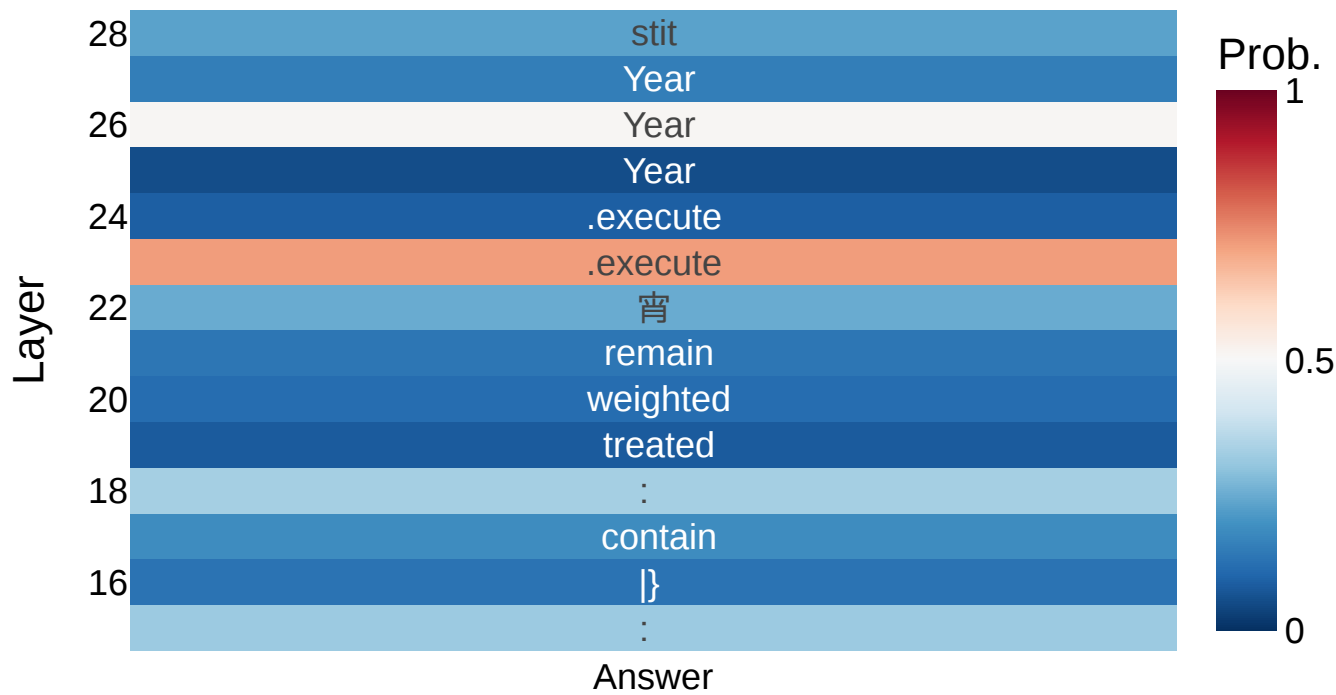 28 stit
Year
26 Year
Year
24 .execute
.execute
22 宵
remain
20 weighted
treated
18 :
contain
16 |}
:
Layer
Answer
Prob.
1
0.5
0